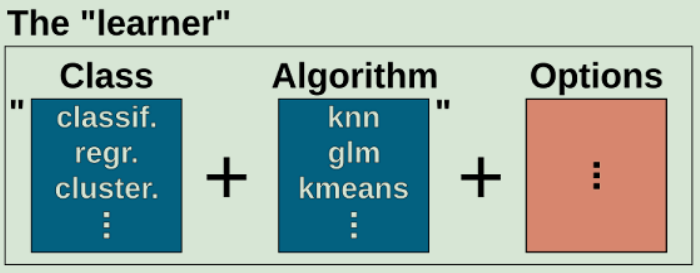 The "learner"
Class
Algorithm
Options
"
classif.
regr.
cluster.
⋮
+
knn
glm
kmeans
⋮
"
+
⋮